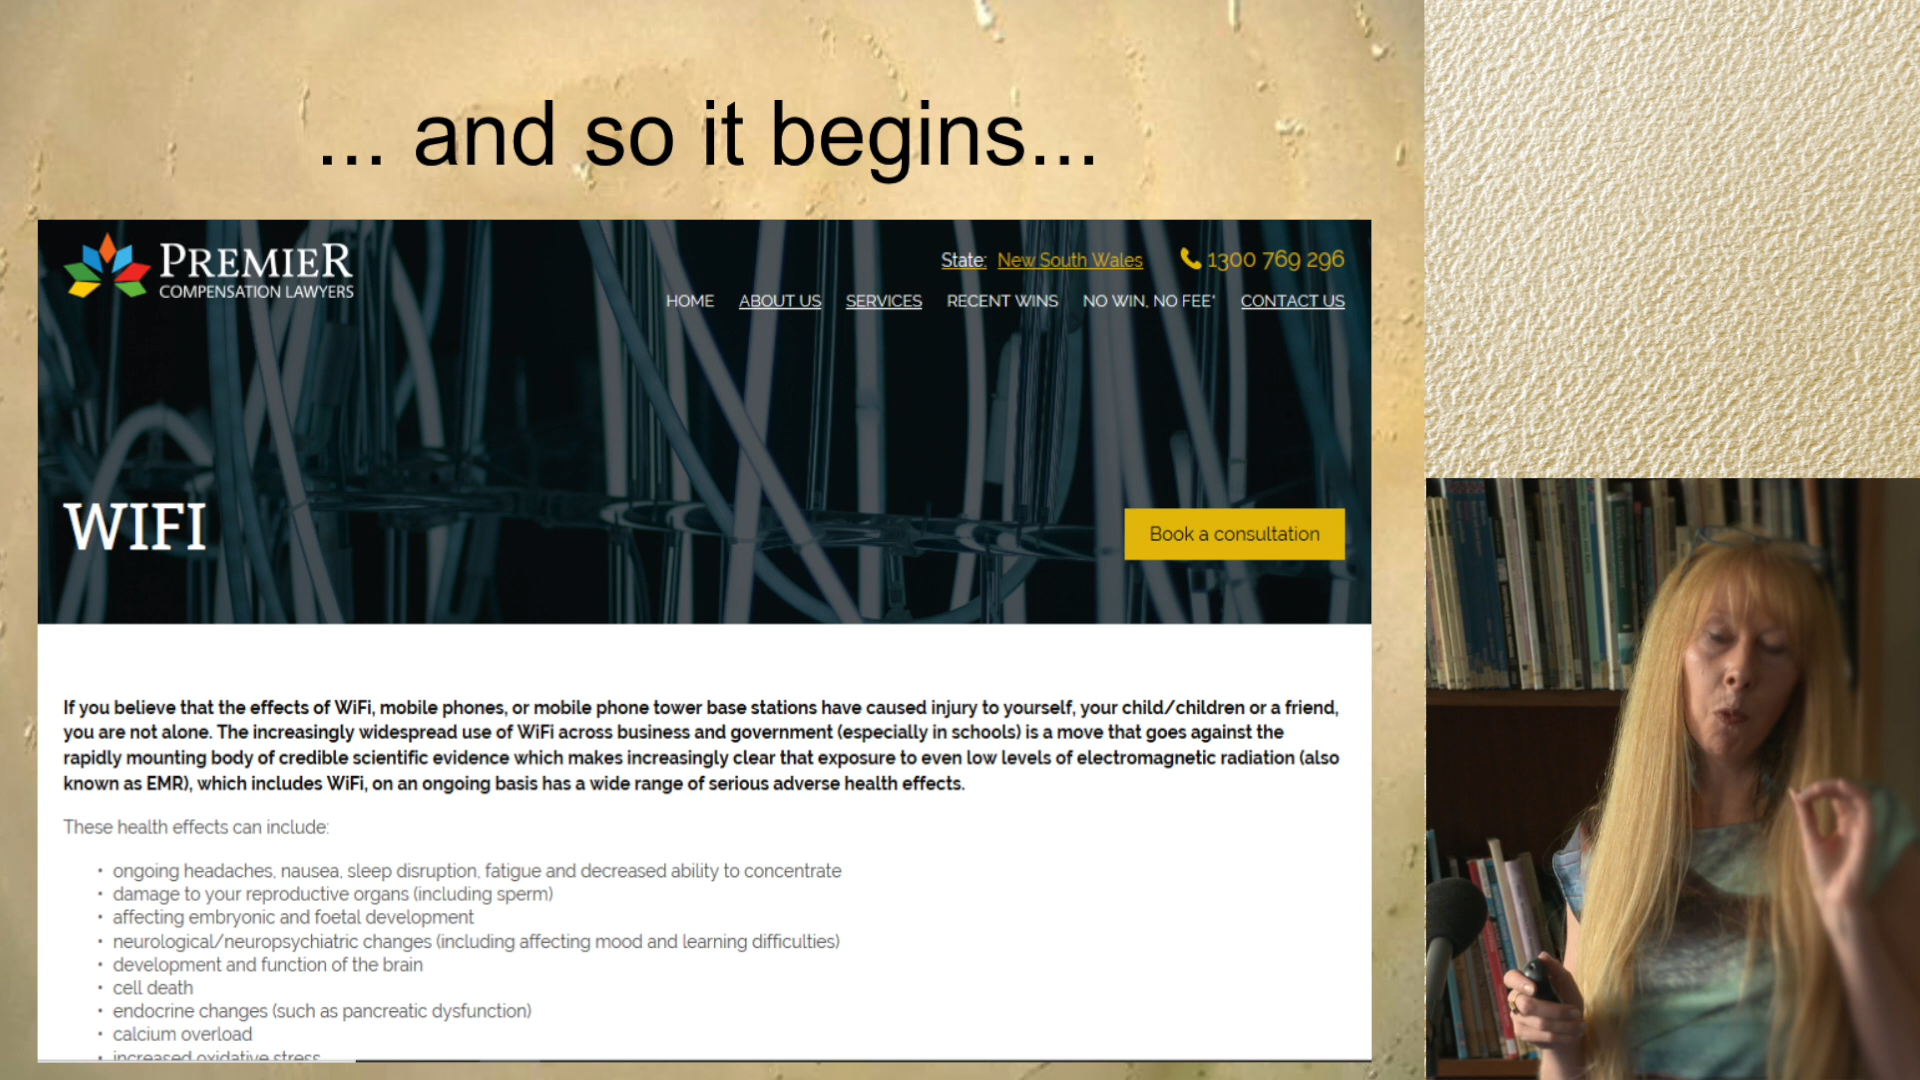 ... and so it begins...
PREMIER
COMPENSATION LAWYERS
State: New South Wales 1300 769 296
HOME ABOUT US SERVICES RECENT WINS NO WIN, NO FEE* CONTACT US
WIFI
Book a consultation
If you believe that the effects of WiFi, mobile phones, or mobile phone tower base stations have caused injury to yourself, your child/children or a friend,
you are not alone. The increasingly widespread use of WiFi across business and government (especially in schools) is a move that goes against the
rapidly mounting body of credible scientific evidence which makes increasingly clear that exposure to even low levels of electromagnetic radiation (also
known as EMR), which includes WiFi, on an ongoing basis has a wide range of serious adverse health effects.
These health effects can include:
• ongoing headaches, nausea, sleep disruption, fatigue and decreased ability to concentrate
• damage to your reproductive organs (including sperm)
• affecting embryonic and foetal development
• neurological/neuropsychiatric changes (including affecting mood and learning difficulties)
• development and function of the brain
• cell death
• endocrine changes (such as pancreatic dysfunction)
• calcium overload
• increased oxidative stress